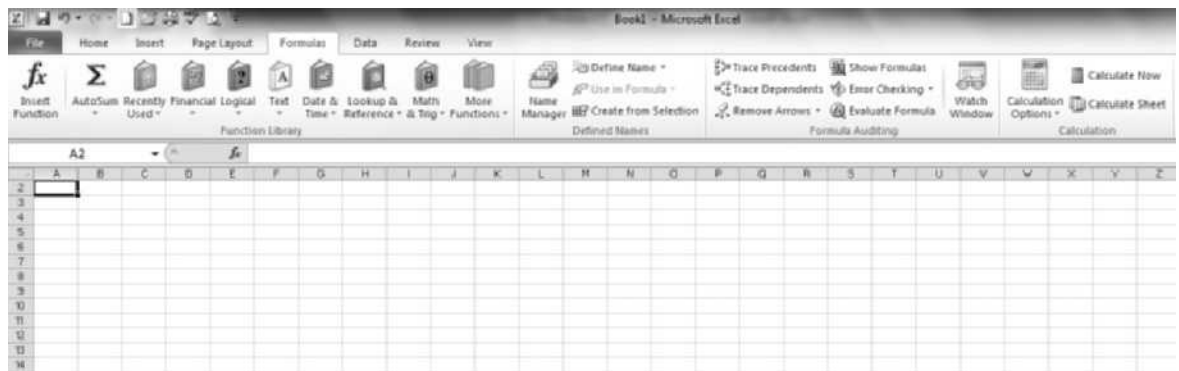 Book1 - Microsoft Excel
File Home Insert Page Layout Formulas Data Review View
fx Insert Function
Σ AutoSum
Recently Used
Financial
Logical
Text
Date & Time
Lookup & Reference
Math & Trig
More Functions
Function Library
Name Manager
Define Name
Use in Formula
Create from Selection
Defined Names
Trace Precedents
Trace Dependents
Remove Arrows
Show Formulas
Error Checking
Evaluate Formula
Watch Window
Formula Auditing
Calculation Options
Calculate Now
Calculate Sheet
Calculation
A2 fx
A B C D E F G H I J K L M N O P Q R S T U V W X Y Z
2
3
4
5
6
7
8
9
10
11
12
13
14